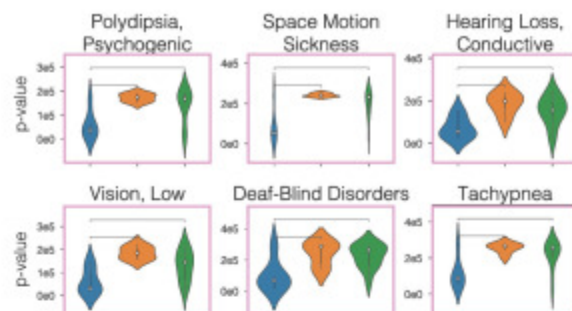 Polydipsia,
Psychogenic
Space Motion
Sickness
Hearing Loss,
Conductive
p-value
3e5
2e5
1e5
0e0
4e5
2e5
0e0
2e5
0e0
Vision, Low
Deaf-Blind Disorders
Tachypnea
p-value
3e5
2e5
1e5
0e0
4e5
2e5
0e0
4e5
2e5
0e0